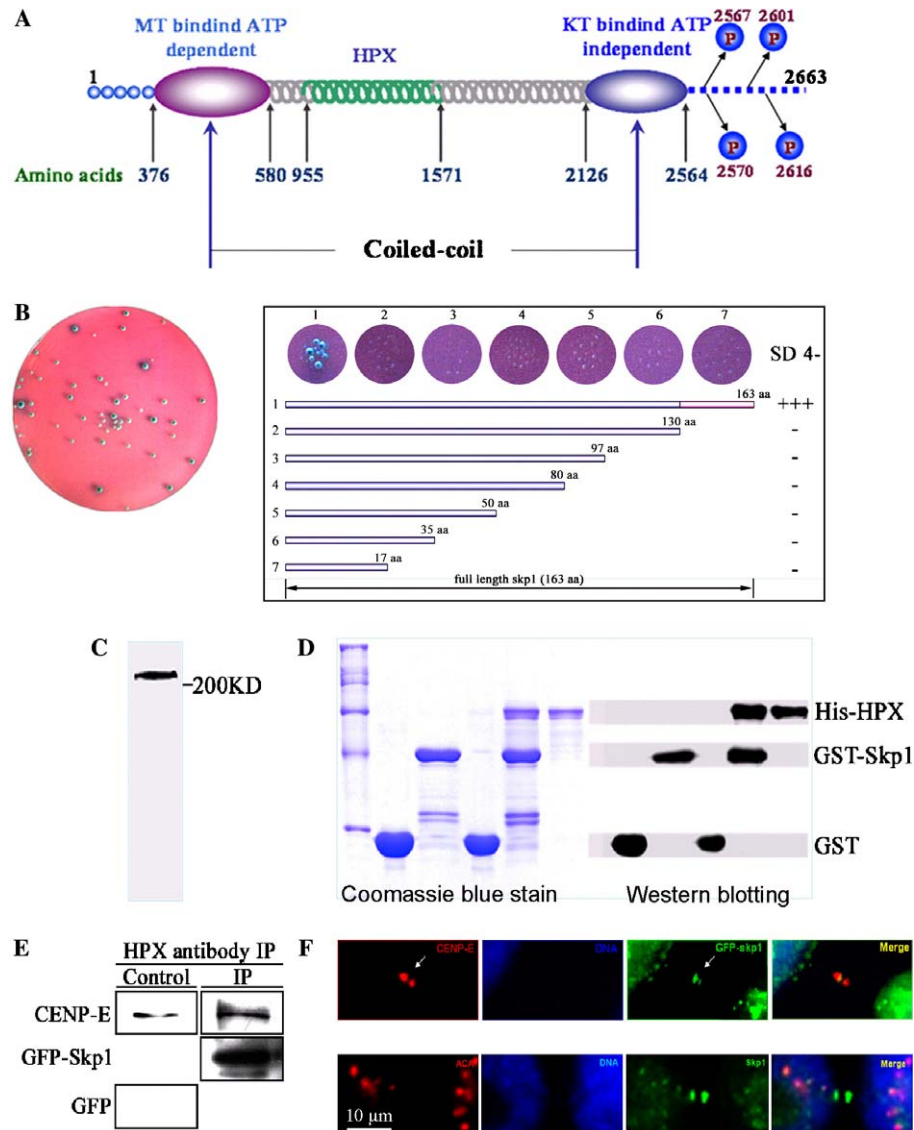 A
MT bindind ATP
dependent
HPX
KT bindind ATP
independent
2567
2601
P
P
1
2663
P
P
2570
2616
Amino acids
376
580
955
1571
2126
2564
Coiled-coil
B
1 2 3 4 5 6 7
SD 4-
1
163 aa
+++
2
130 aa
-
3
97 aa
-
4
80 aa
-
5
50 aa
-
6
35 aa
-
7
17 aa
-
full length skp1 (163 aa)
C
200KD
D
His-HPX
GST-Skp1
GST
Coomassie blue stain
Western blotting
E
HPX antibody IP
Control
IP
CENP-E
GFP-Skp1
GFP
F
CENP-E
DNA
GFP-skp1
Merge
ACA
DNA
Skp1
Merge
10 μm